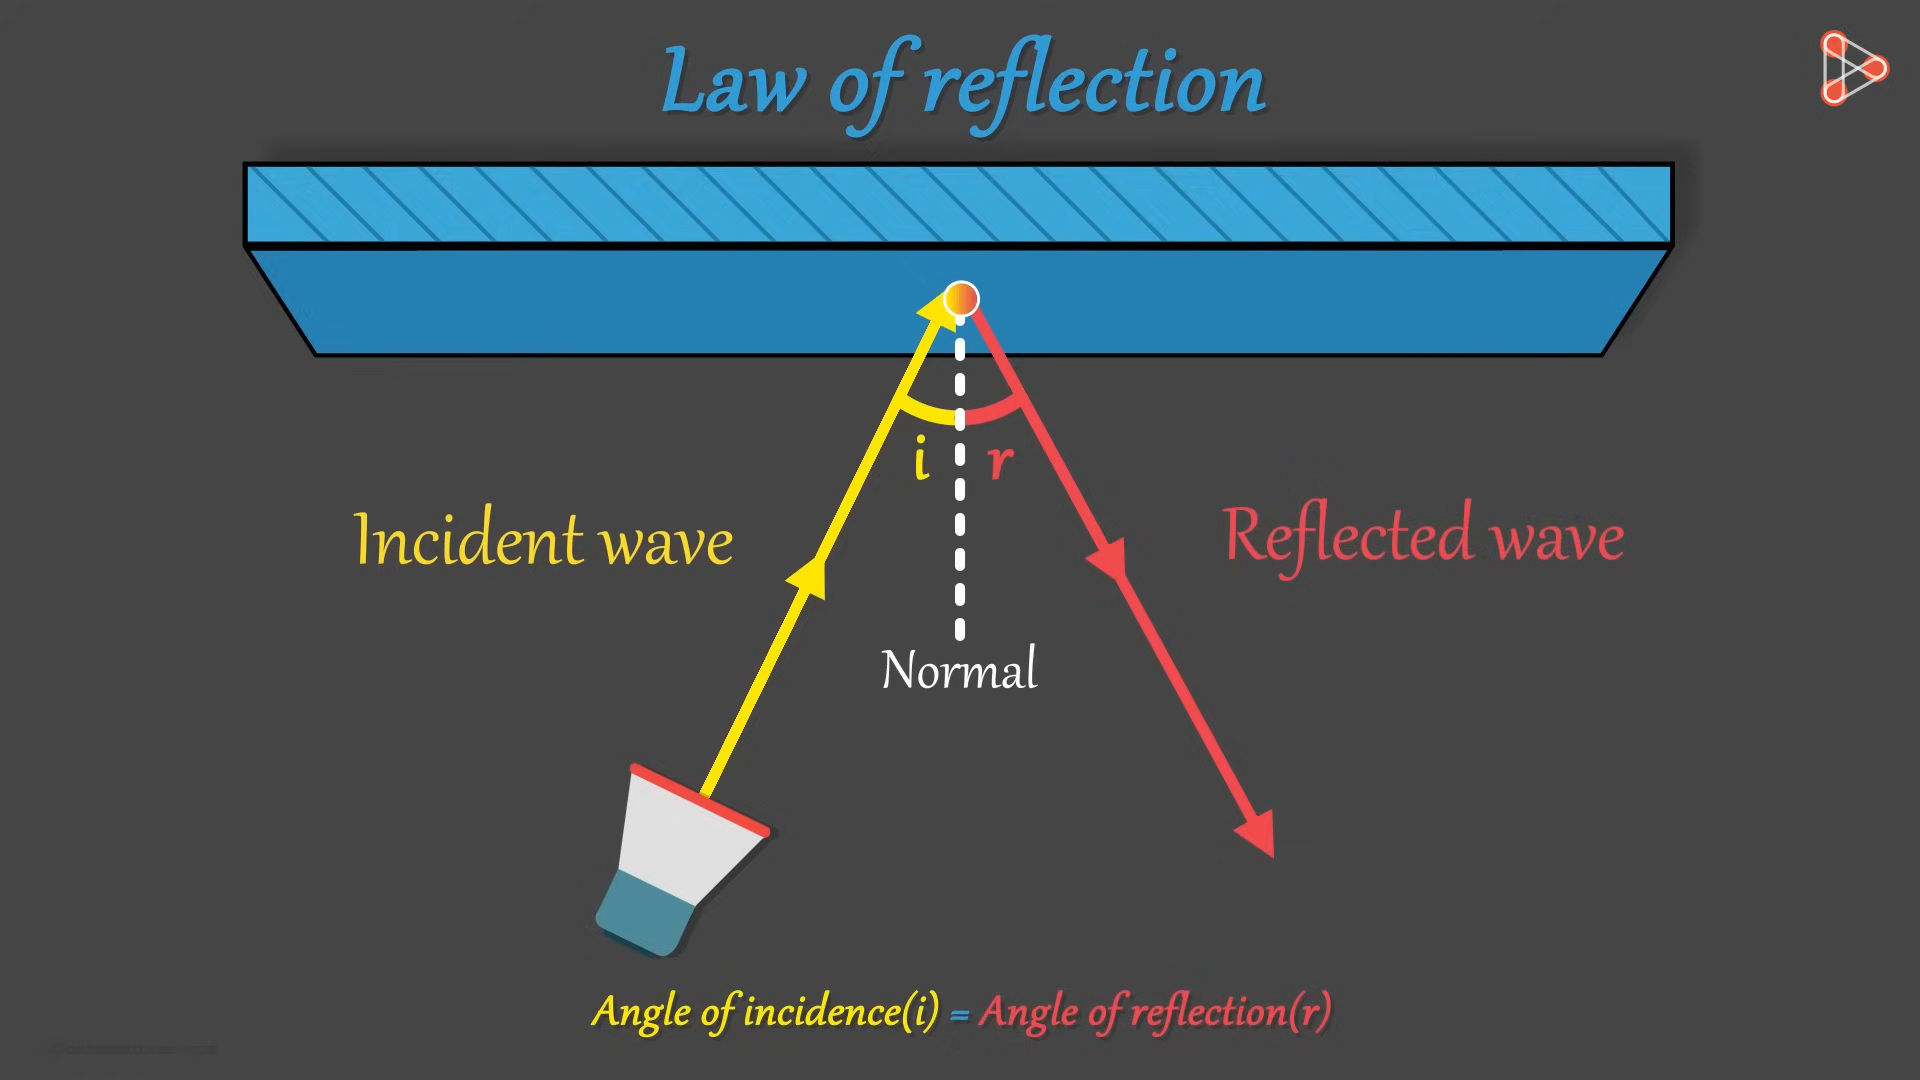 Law of reflection
i
r
Incident wave
Reflected wave
Normal
Angle of incidence(i) = Angle of reflection(r)